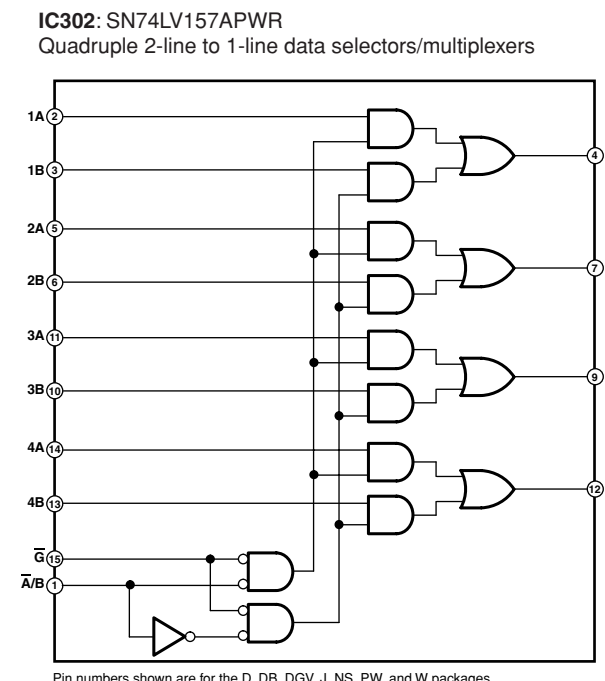 IC302: SN74LV157APWR
Quadruple 2-line to 1-line data selectors/multiplexers
1A 2
4
1B 3
2A 5
7
2B 6
3A 11
9
3B 10
4A 14
12
4B 13
G̅ 15
A̅/B 1
Pin numbers shown are for the D, DB, DGV, J, NS, PW, and W packages.